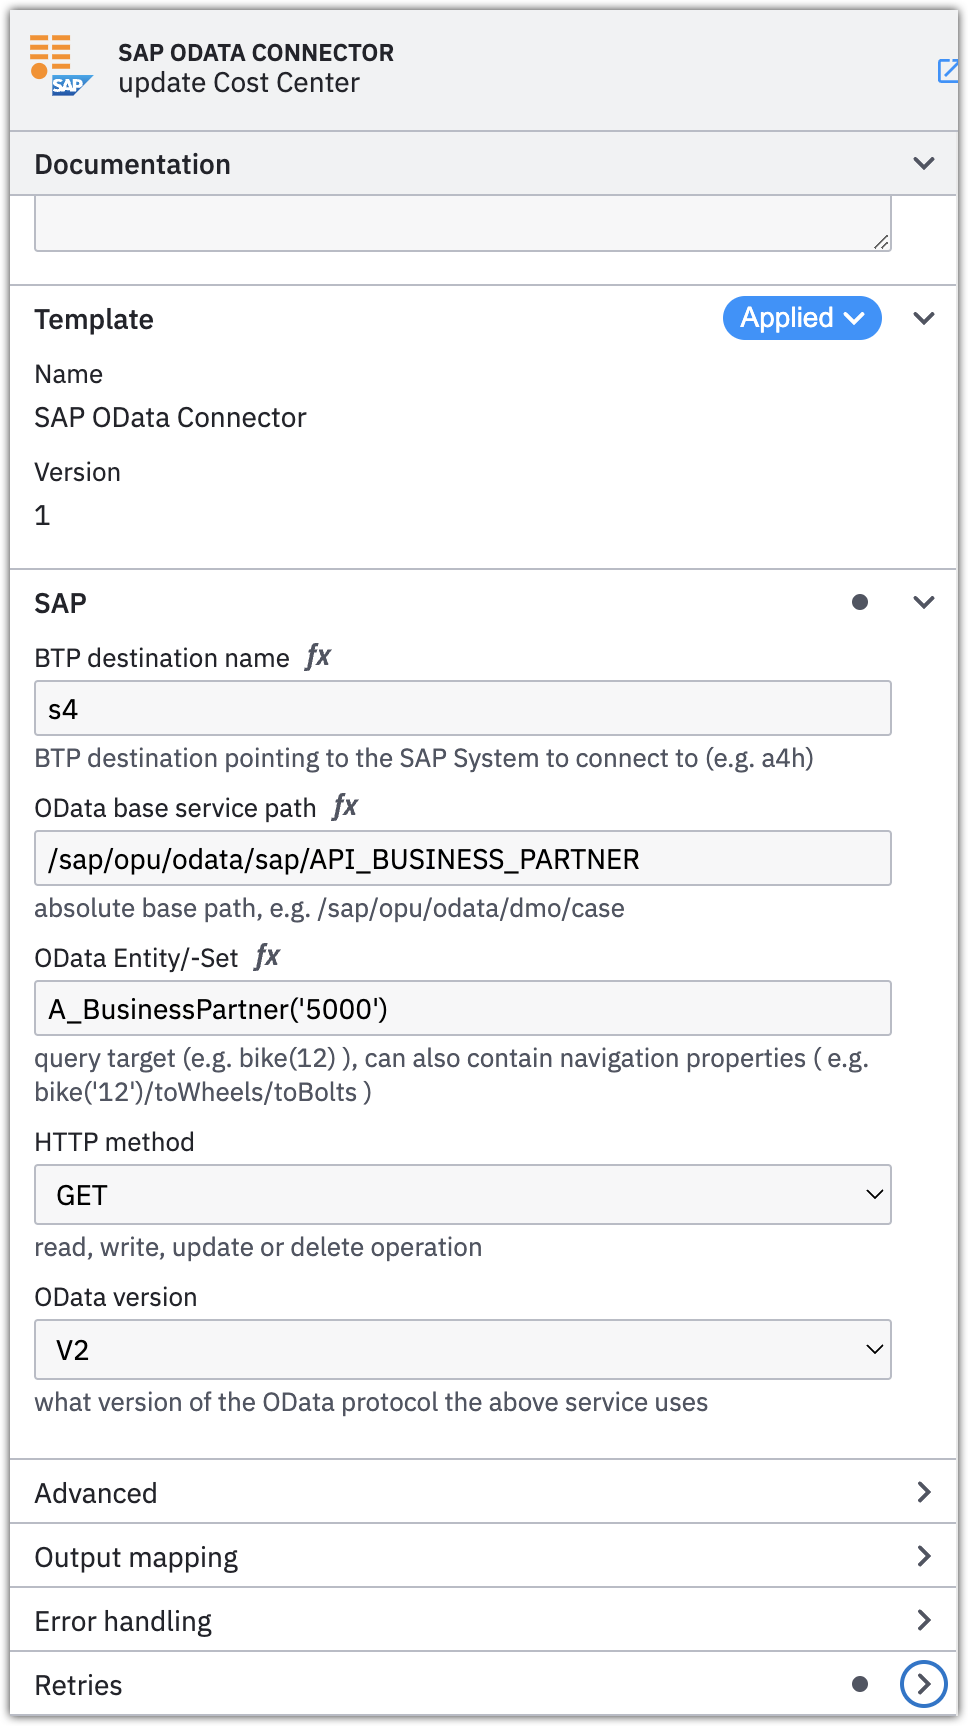 SAP
SAP ODATA CONNECTOR
update Cost Center
Documentation
Template
Applied
Name
SAP OData Connector
Version
1
SAP
BTP destination name fx
s4
BTP destination pointing to the SAP System to connect to (e.g. a4h)
OData base service path fx
/sap/opu/odata/sap/API_BUSINESS_PARTNER
absolute base path, e.g. /sap/opu/odata/dmo/case
OData Entity/-Set fx
A_BusinessPartner('5000')
query target (e.g. bike(12) ), can also contain navigation properties ( e.g.
bike('12')/toWheels/toBolts )
HTTP method
GET
read, write, update or delete operation
OData version
V2
what version of the OData protocol the above service uses
Advanced
Output mapping
Error handling
Retries